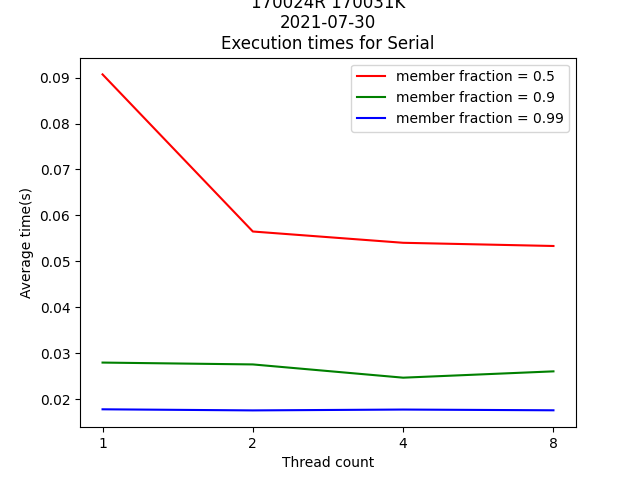 170024R 170031K
2021-07-30
Execution times for Serial
member fraction = 0.5
member fraction = 0.9
member fraction = 0.99
0.09
0.08
0.07
0.06
0.05
0.04
0.03
0.02
Average time(s)
1 2 4 8
Thread count